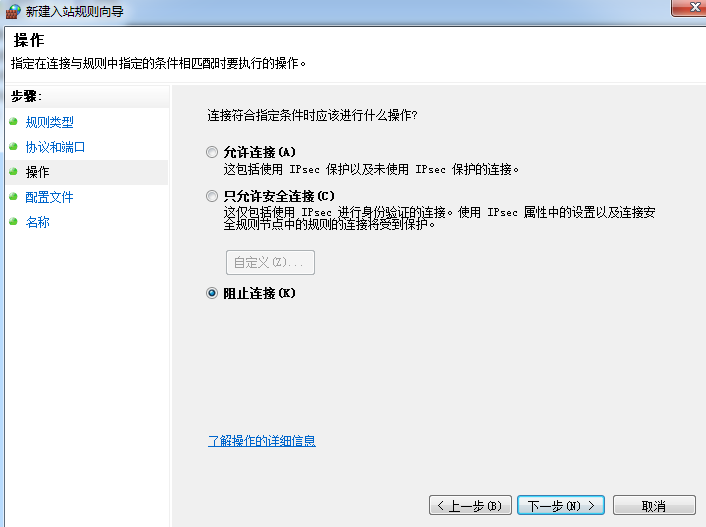 新建入站规则向导
操作
指定在连接与规则中指定的条件相匹配时要执行的操作。
步骤:
规则类型
协议和端口
操作
配置文件
名称
连接符合指定条件时应该进行什么操作?
允许连接(A)
这包括使用 IPsec 保护以及未使用 IPsec 保护的连接。
只允许安全连接(C)
这仅包括使用 IPsec 进行身份验证的连接。使用 IPsec 属性中的设置以及连接安
全规则节点中的规则的连接将受到保护。
自定义(Z)...
阻止连接(K)
了解操作的详细信息
< 上一步(B)
下一步(N) >
取消